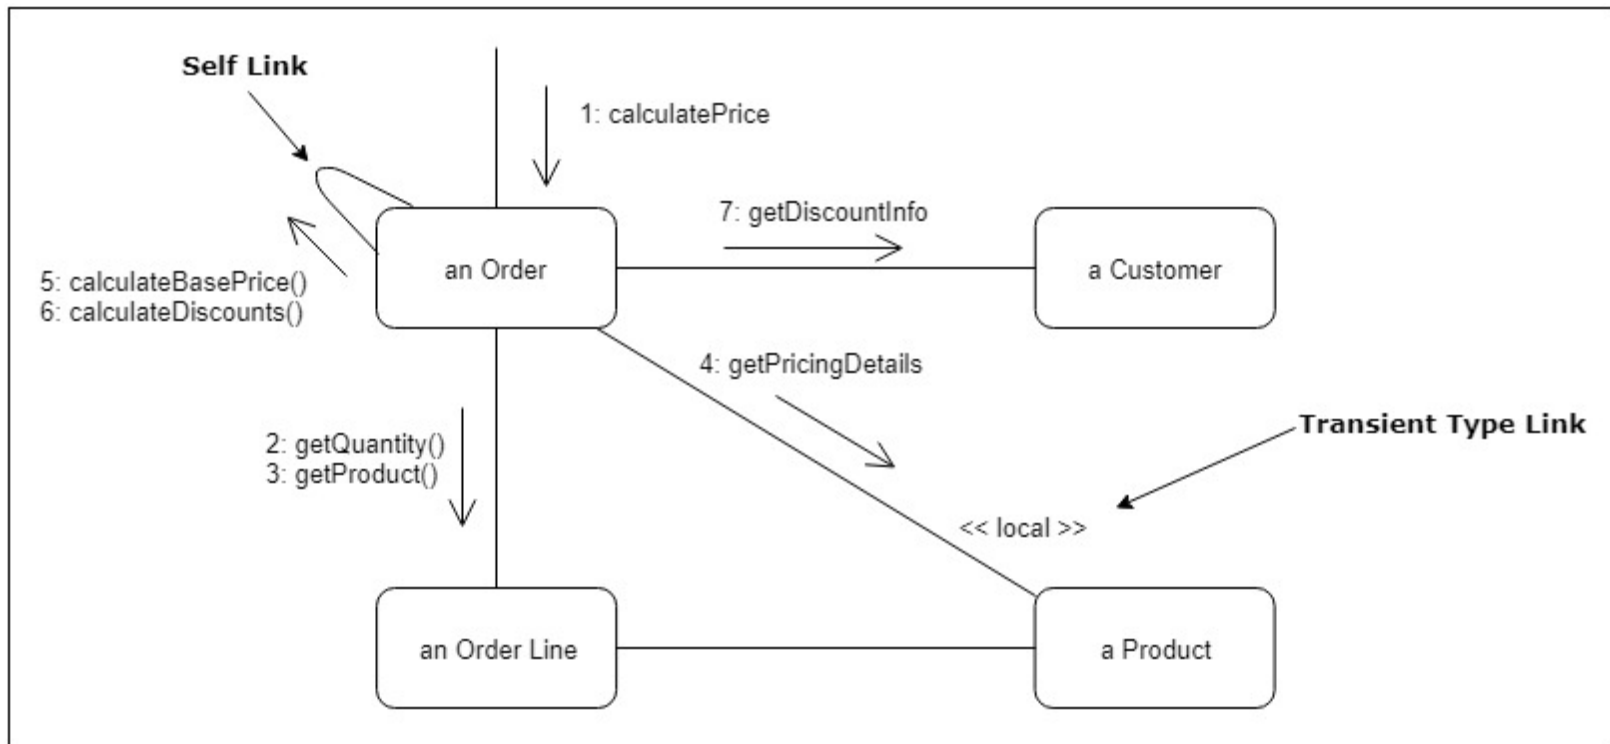 Self Link
1: calculatePrice
7: getDiscountInfo
an Order
a Customer
5: calculateBasePrice()
6: calculateDiscounts()
4: getPricingDetails
Transient Type Link
2: getQuantity()
3: getProduct()
<< local >>
an Order Line
a Product